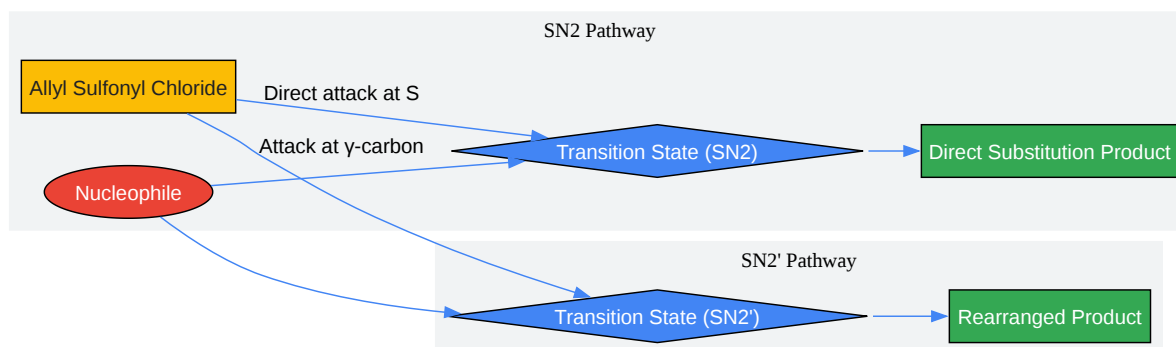 SN2 Pathway
Allyl Sulfonyl Chloride
Direct attack at S
Attack at γ-carbon
Transition State (SN2)
Direct Substitution Product
Nucleophile
SN2' Pathway
Transition State (SN2')
Rearranged Product